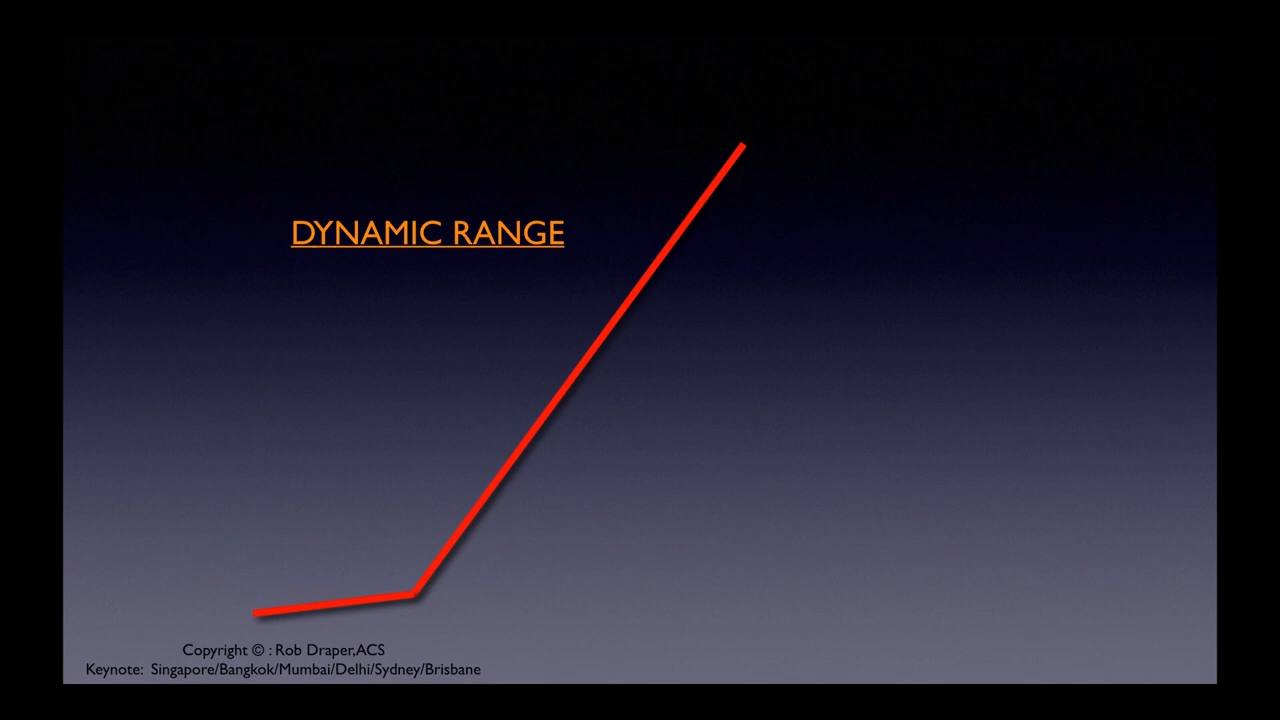 DYNAMIC RANGE
Copyright © : Rob Draper,ACS
Keynote: Singapore/Bangkok/Mumbai/Delhi/Sydney/Brisbane